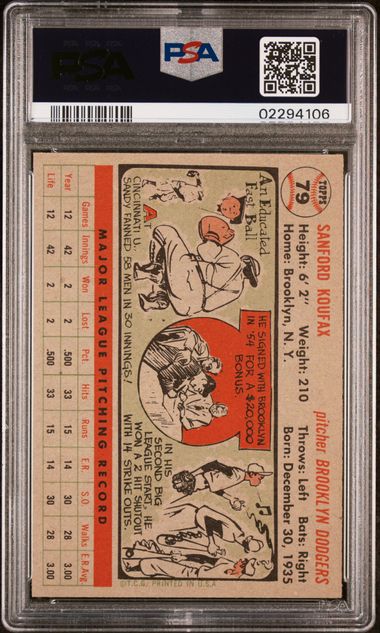 PSA
PSA
02294106
TOPPS
79
SANFORD KOUFAX
pitcher BROOKLYN DODGERS
Height: 6' 2" Weight: 210 Throws: Left Bats: Right
Home: Brooklyn, N. Y. Born: December 30, 1935
An Educated
Fast Ball
AT
CINCINNATI U.
SANDY FANNED 58 MEN IN 30 INNINGS!
HE SIGNED WITH BROOKLYN
IN '54 FOR A $20,000
BONUS.
IN HIS
SECOND BIG
LEAGUE START, HE
WON A 2 HIT SHUTOUT
WITH 14 STRIKE OUTS.
©T.C.G. PRINTED IN U.S.A.
MAJOR LEAGUE PITCHING RECORD
Games Innings Won Lost Pct. Hits Runs E.R. S.O Walks E.R.Avg.
Year 12 42 2 2 .500 33 15 14 30 28 3.00
Life 12 42 2 2 .500 33 15 14 30 28 3.00